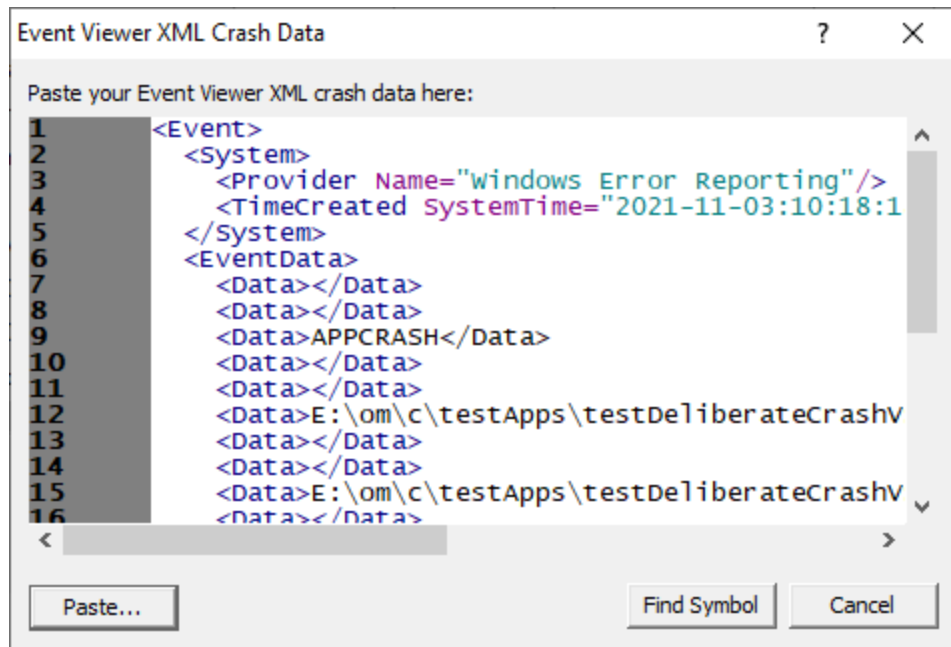 Event Viewer XML Crash Data ? X
Paste your Event Viewer XML crash data here:
1 <Event>
2 <System>
3 <Provider Name="Windows Error Reporting"/>
4 <TimeCreated SystemTime="2021-11-03:10:18:1
5 </System>
6 <EventData>
7 <Data></Data>
8 <Data></Data>
9 <Data>APPCRASH</Data>
10 <Data></Data>
11 <Data></Data>
12 <Data>E:\om\c\testApps\testDeliberateCrashV
13 <Data></Data>
14 <Data></Data>
15 <Data>E:\om\c\testApps\testDeliberateCrashV
16 <Data></Data>
Paste... Find Symbol Cancel